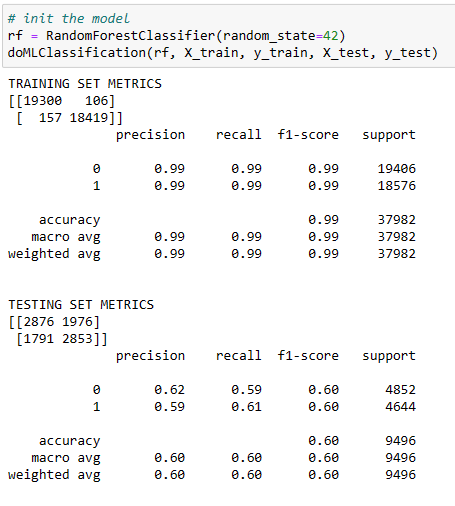 # init the model
rf = RandomForestClassifier(random_state=42)
doMLClassification(rf, X_train, y_train, X_test, y_test)
TRAINING SET METRICS
[[19300   106]
 [  157 18419]]
              precision    recall  f1-score   support
           0       0.99      0.99      0.99     19406
           1       0.99      0.99      0.99     18576
    accuracy                           0.99     37982
   macro avg       0.99      0.99      0.99     37982
weighted avg       0.99      0.99      0.99     37982
TESTING SET METRICS
[[2876 1976]
 [1791 2853]]
              precision    recall  f1-score   support
           0       0.62      0.59      0.60      4852
           1       0.59      0.61      0.60      4644
    accuracy                           0.60      9496
   macro avg       0.60      0.60      0.60      9496
weighted avg       0.60      0.60      0.60      9496